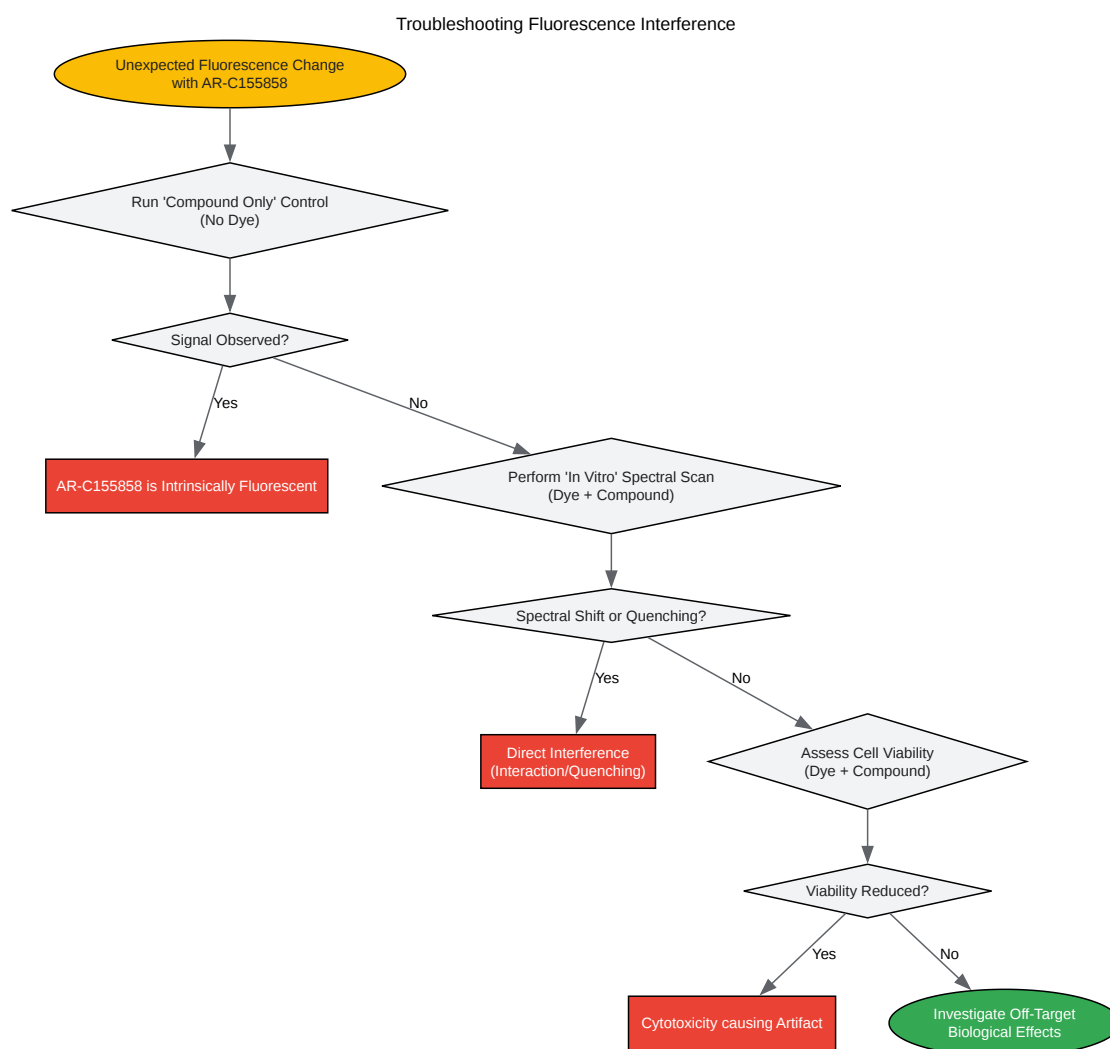 Troubleshooting Fluorescence Interference
Unexpected Fluorescence Change
with AR-C155858
Run 'Compound Only' Control
(No Dye)
Signal Observed?
Yes
No
AR-C155858 is Intrinsically Fluorescent
Perform 'In Vitro' Spectral Scan
(Dye + Compound)
Spectral Shift or Quenching?
Yes
No
Direct Interference
(Interaction/Quenching)
Assess Cell Viability
(Dye + Compound)
Viability Reduced?
Yes
No
Cytotoxicity causing Artifact
Investigate Off-Target
Biological Effects